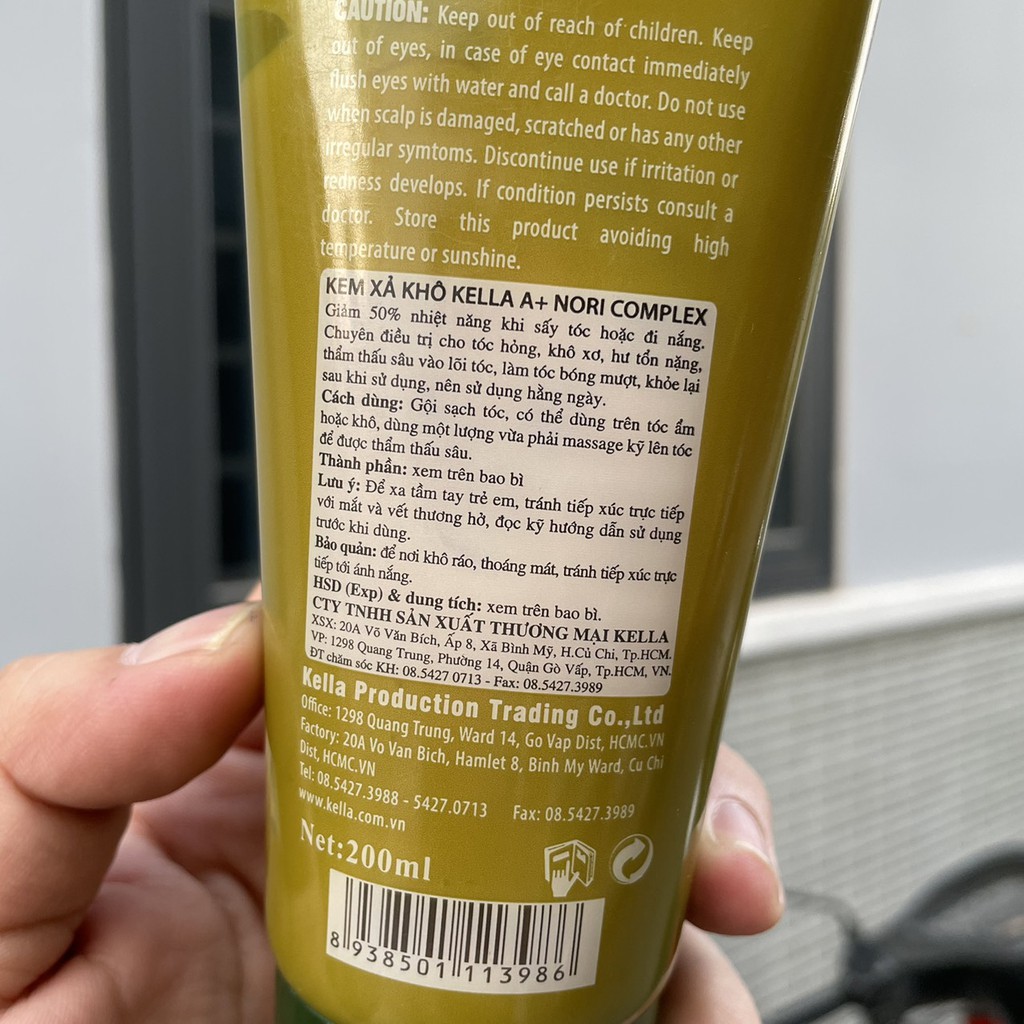 CAUTION: Keep out of reach of children. Keep
out of eyes, in case of eye contact immediately
flush eyes with water and call a doctor. Do not use
when scalp is damaged, scratched or has any other
irregular symtoms. Discontinue use if irritation or
redness develops. If condition persists consult a
doctor. Store this product avoiding high
temperature or sunshine.
KEM XẢ KHÔ KELLA A+ NORI COMPLEX
Giảm 50% nhiệt năng khi sấy tóc hoặc đi nắng.
Chuyên điều trị cho tóc hỏng, khô xơ, hư tổn nặng,
thẩm thấu sâu vào lõi tóc, làm tóc bóng mượt, khỏe lại
sau khi sử dụng, nên sử dụng hằng ngày.
Cách dùng: Gội sạch tóc, có thể dùng trên tóc ẩm
hoặc khô, dùng một lượng vừa phải massage kỹ lên tóc
để được thẩm thấu sâu.
Thành phần: xem trên bao bì
Lưu ý: Để xa tầm tay trẻ em, tránh tiếp xúc trực tiếp
với mắt và vết thương hở, đọc kỹ hướng dẫn sử dụng
trước khi dùng.
Bảo quản: để nơi khô ráo, thoáng mát, tránh tiếp xúc trực
tiếp tới ánh nắng.
HSD (Exp) & dung tích: xem trên bao bì.
CTY TNHH SẢN XUẤT THƯƠNG MẠI KELLA
XSX: 20A Võ Văn Bích, Ấp 8, Xã Bình Mỹ, H.Củ Chi, Tp.HCM.
VP: 1298 Quang Trung, Phường 14, Quận Gò Vấp, Tp.HCM, VN.
ĐT chăm sóc KH: 08.5427 0713 - Fax: 08.5427.3989
Kella Production Trading Co.,Ltd
Office: 1298 Quang Trung, Ward 14, Go Vap Dist, HCMC.VN
Factory: 20A Vo Van Bich, Hamlet 8, Binh My Ward, Cu Chi
Dist, HCMC.VN
Tel: 08.5427.3988 - 5427.0713 Fax: 08.5427.3989
www.kella.com.vn
Net:200ml
8 938501 113986